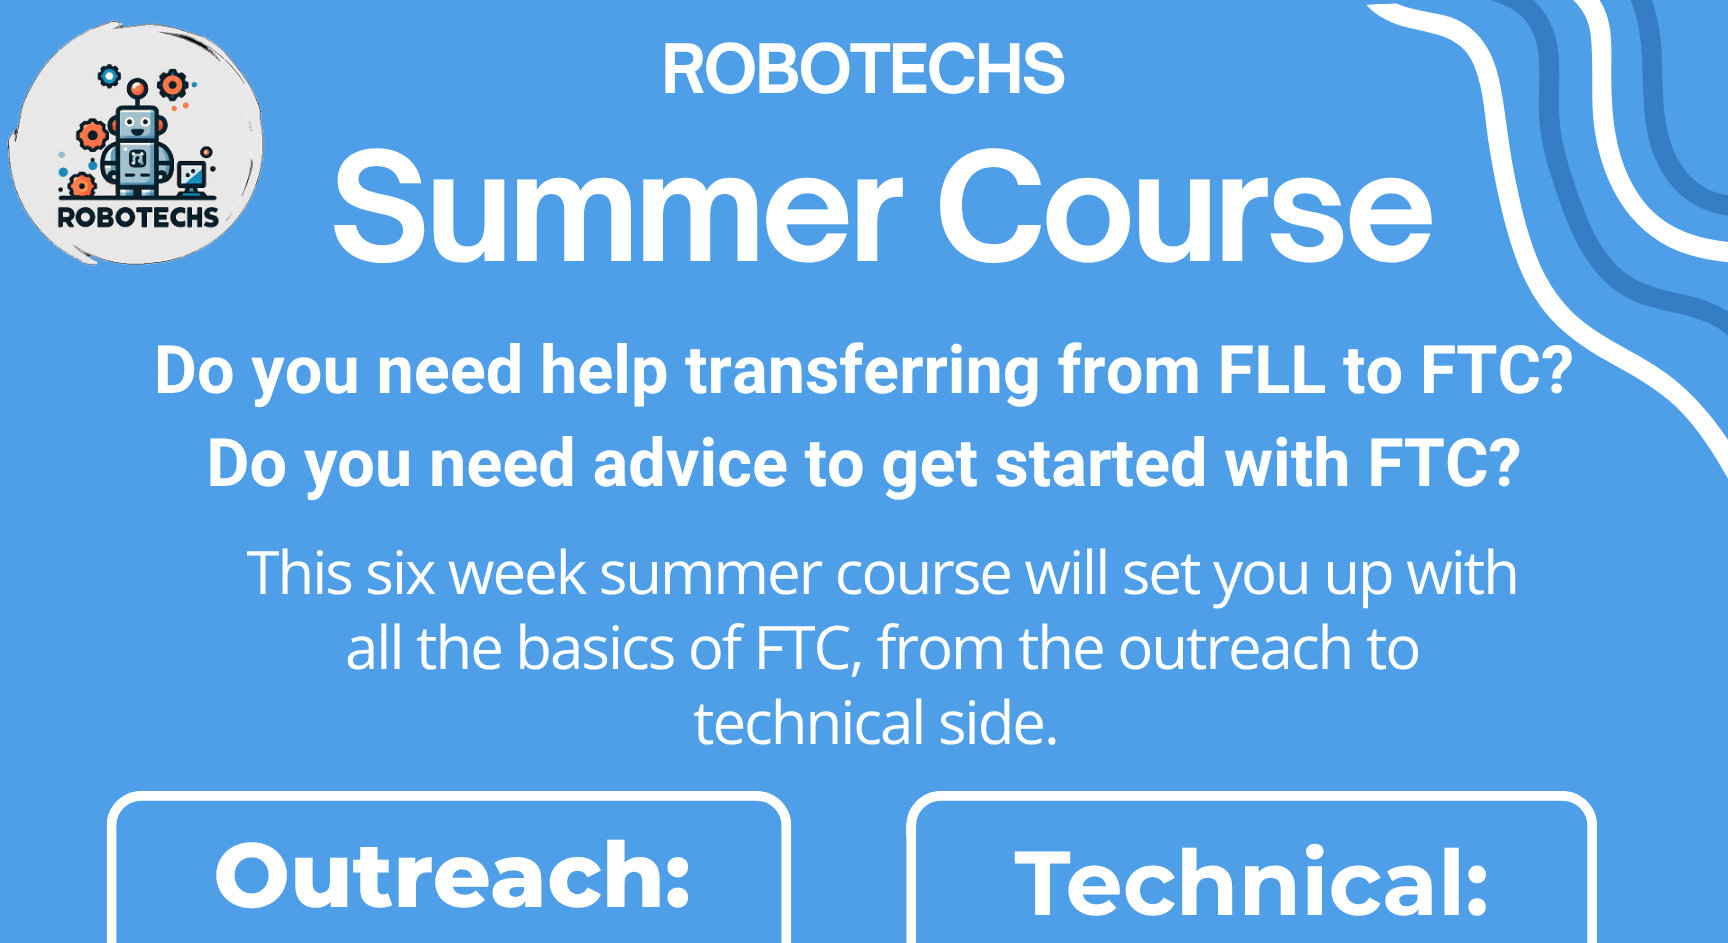 ROBOTECHS
ROBOTECHS
Summer Course
Do you need help transferring from FLL to FTC?
Do you need advice to get started with FTC?
This six week summer course will set you up with
all the basics of FTC, from the outreach to
technical side.
Outreach:
Technical: